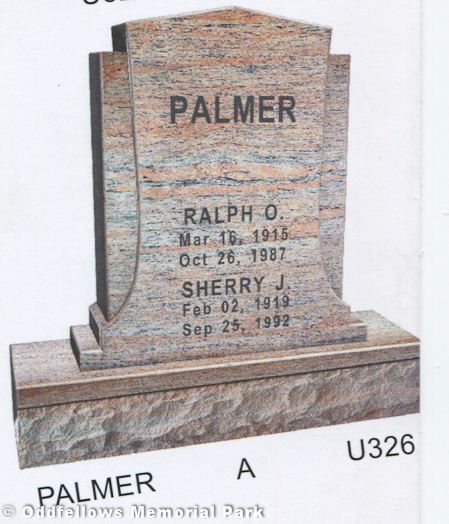 PALMER
RALPH O.
Mar 16, 1915
Oct 26, 1987
SHERRY J.
Feb 02, 1919
Sep 25, 1992
PALMER A U326
© Oddfellows Memorial Park